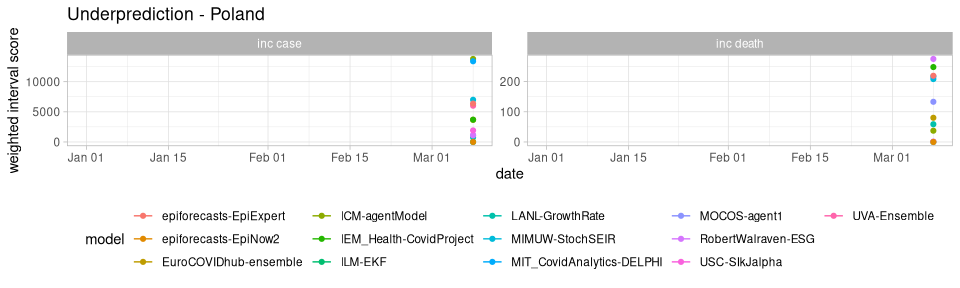 Underprediction - Poland
inc case
inc death
weighted interval score
10000
5000
0
200
100
0
Jan 01
Jan 15
Feb 01
Feb 15
Mar 01
Jan 01
Jan 15
Feb 01
Feb 15
Mar 01
date
model
epiforecasts-EpiExpert
ICM-agentModel
LANL-GrowthRate
MOCOS-agent1
UVA-Ensemble
epiforecasts-EpiNow2
IEM_Health-CovidProject
MIMUW-StochSEIR
RobertWalraven-ESG
EuroCOVIDhub-ensemble
ILM-EKF
MIT_CovidAnalytics-DELPHI
USC-SIkJalpha